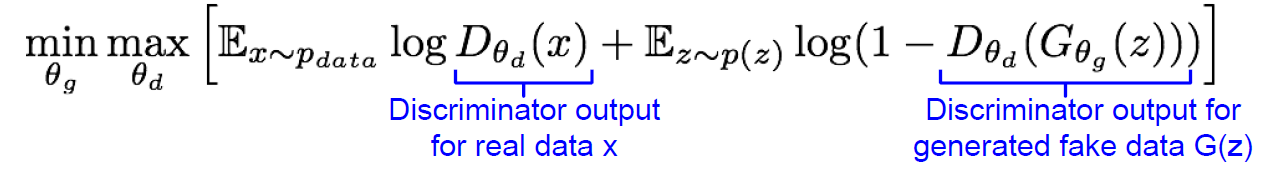 min_{θ_g} max_{θ_d} [𝔼_{x∼p_{data}} log D_{θ_d}(x) + 𝔼_{z∼p(z)} log(1 − D_{θ_d}(G_{θ_g}(z)))]
Discriminator output
for real data x
Discriminator output for
generated fake data G(z)